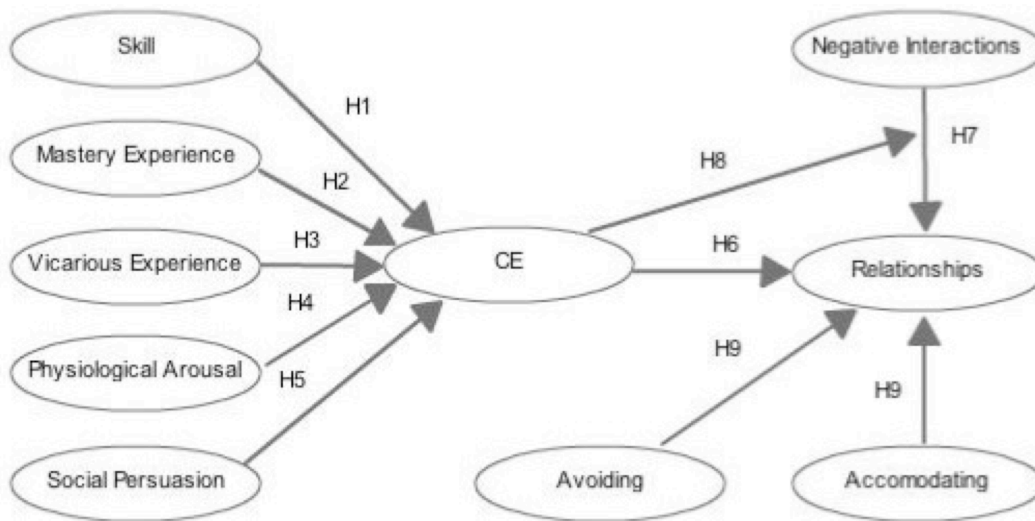 Skill
Negative Interactions
H1
Mastery Experience
H2
H8
H7
Vicarious Experience
H3
CE
H6
Relationships
H4
Physiological Arousal
H5
H9
H9
Social Persuasion
Avoiding
Accomodating